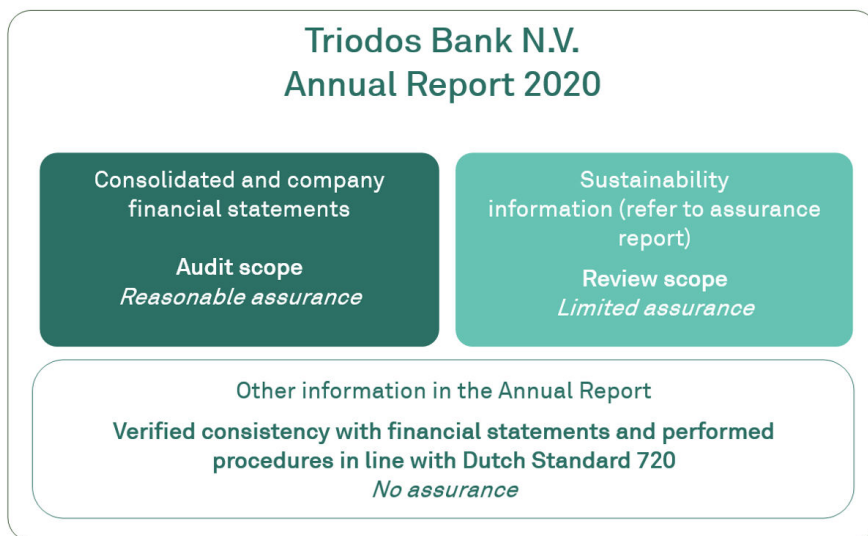 Triodos Bank N.V.
Annual Report 2020
Consolidated and company
financial statements
Audit scope
Reasonable assurance
Sustainability
information (refer to assurance
report)
Review scope
Limited assurance
Other information in the Annual Report
Verified consistency with financial statements and performed
procedures in line with Dutch Standard 720
No assurance